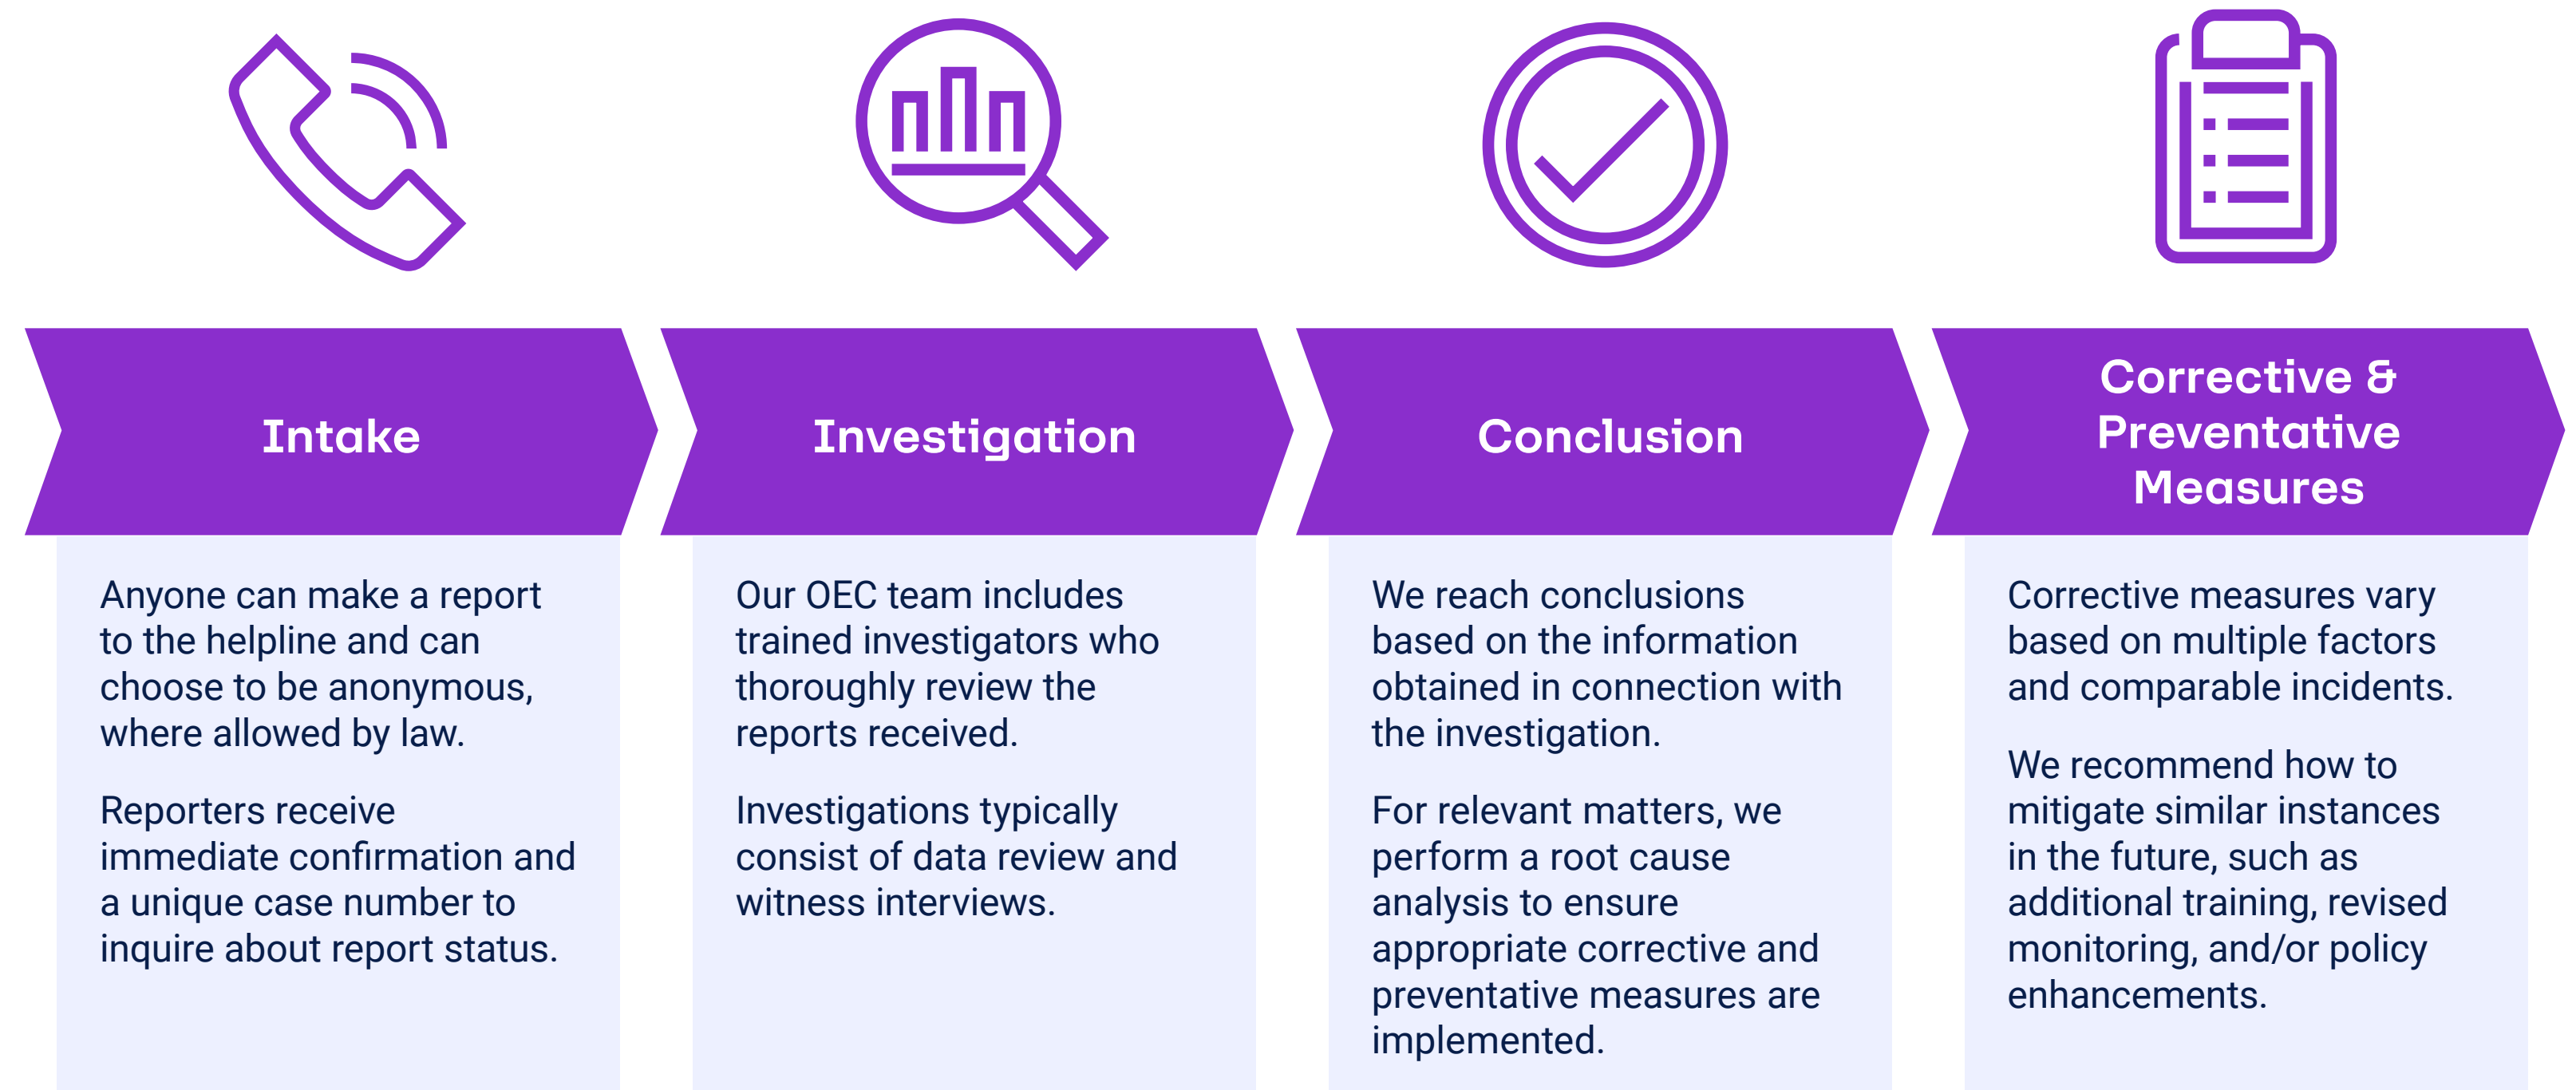 Intake
Anyone can make a report
to the helpline and can
choose to be anonymous,
where allowed by law.
Reporters receive
immediate confirmation and
a unique case number to
inquire about report status.
Investigation
Our OEC team includes
trained investigators who
thoroughly review the
reports received.
Investigations typically
consist of data review and
witness interviews.
Conclusion
We reach conclusions
based on the information
obtained in connection with
the investigation.
For relevant matters, we
perform a root cause
analysis to ensure
appropriate corrective and
preventative measures are
implemented.
Corrective &
Preventative
Measures
Corrective measures vary
based on multiple factors
and comparable incidents.
We recommend how to
mitigate similar instances
in the future, such as
additional training, revised
monitoring, and/or policy
enhancements.